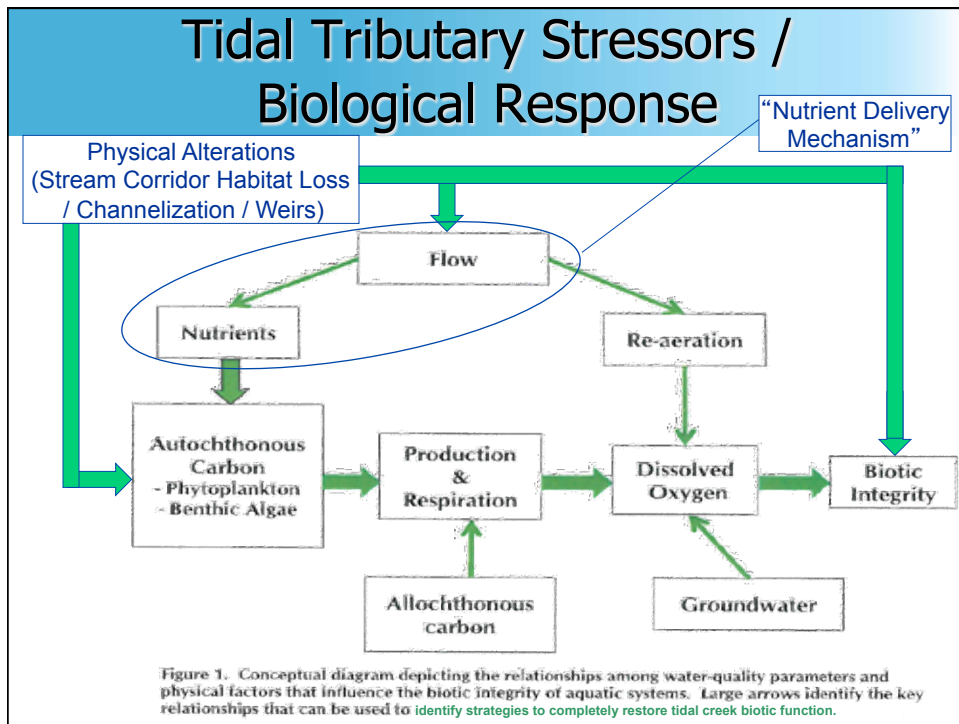 Tidal Tributary Stressors /
Biological Response
“Nutrient Delivery
Mechanism”
Physical Alterations
(Stream Corridor Habitat Loss
/ Channelization / Weirs)
Flow
Nutrients
Re-aeration
Autochthonous
Carbon
- Phytoplankton
- Benthic Algae
Production
&
Respiration
Dissolved
Oxygen
Biotic
Integrity
Allochthonous
carbon
Groundwater
Figure 1. Conceptual diagram depicting the relationships among water-quality parameters and
physical factors that influence the biotic integrity of aquatic systems. Large arrows identify the key
relationships that can be used to identify strategies to completely restore tidal creek biotic function.